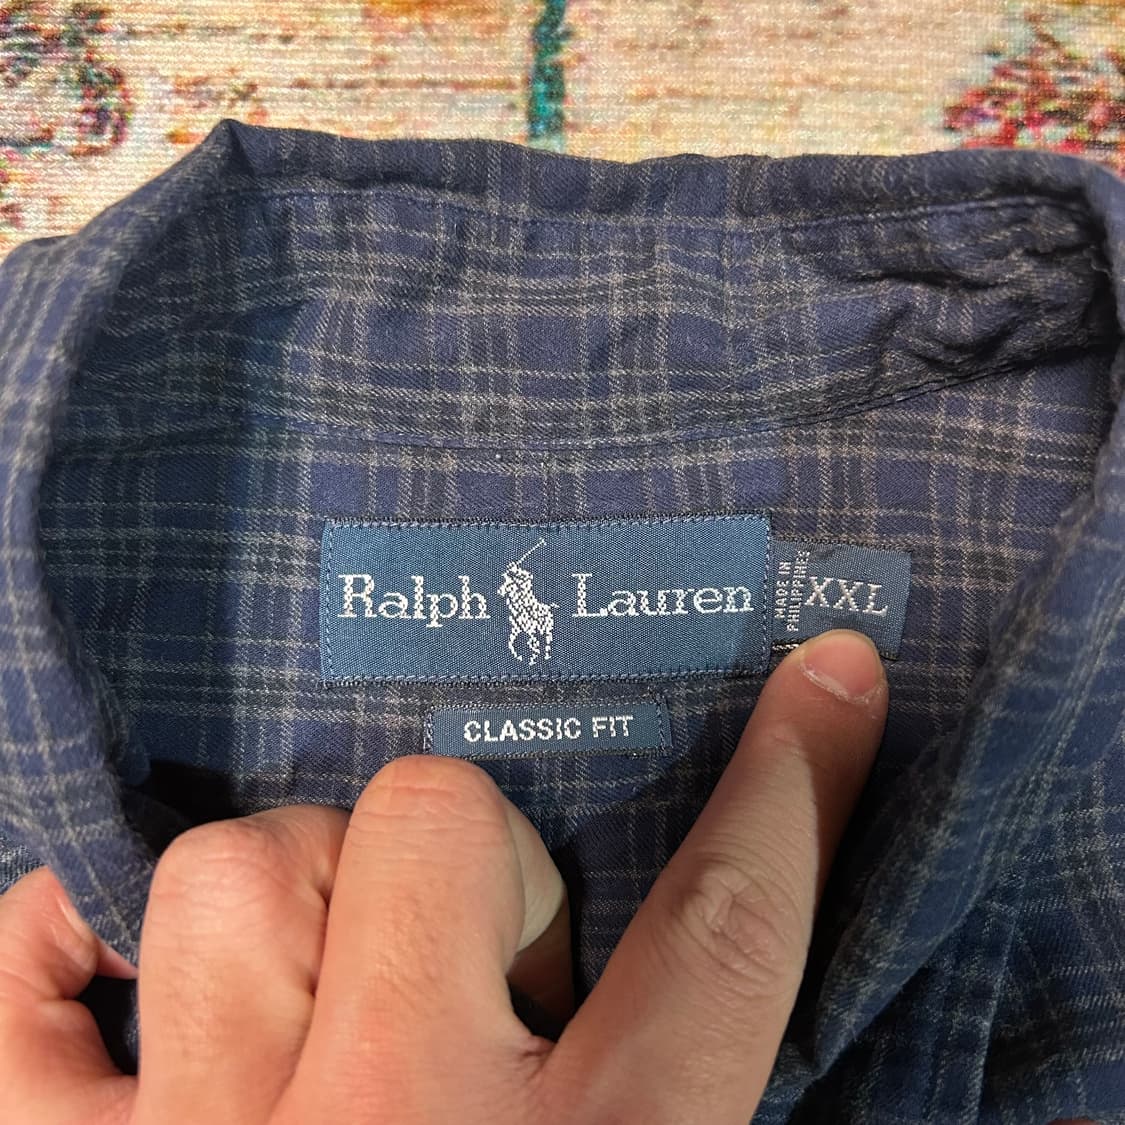 Ralph Lauren
MADE IN
PHILIPPINES
XXL
CLASSIC FIT